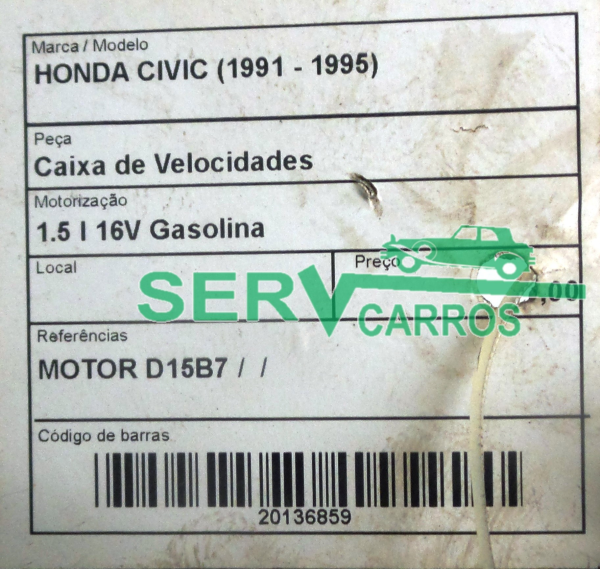 Marca / Modelo
HONDA CIVIC (1991 - 1995)
Peça
Caixa de Velocidades
Motorização
1.5 I 16V Gasolina
Local
Preço
SERV
CARROS
,00
Referências
MOTOR D15B7 / /
Código de barras
20136859